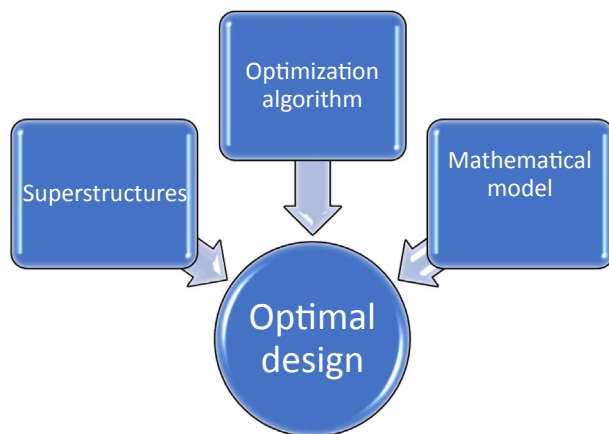 Optimization
algorithm
Superstructures
Mathematical
model
Optimal
design